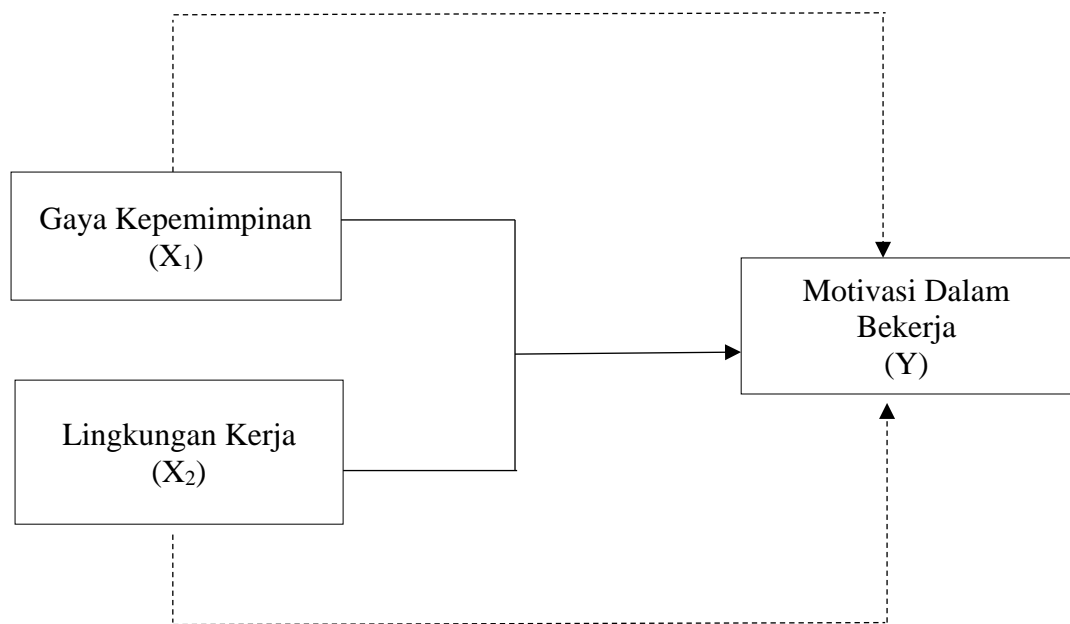 Gaya Kepemimpinan
(X₁)
Motivasi Dalam
Bekerja
(Y)
Lingkungan Kerja
(X₂)